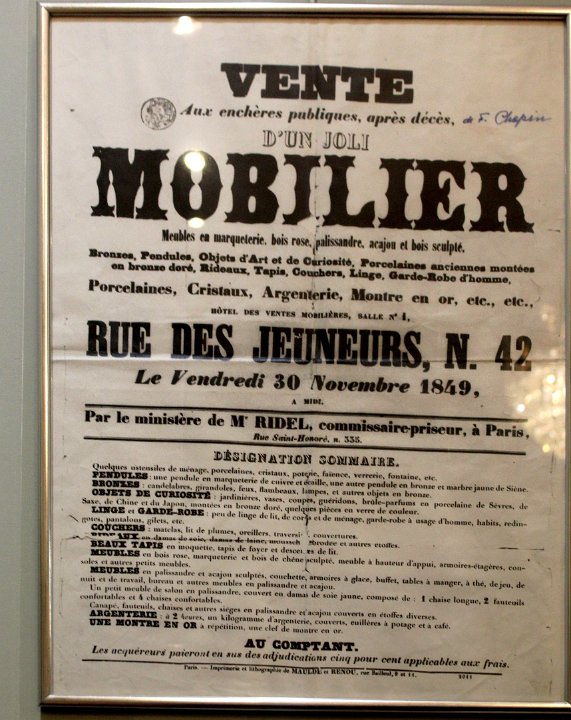 VENTE
Aux enchères publiques, après décès, de F. Chopin
D'UN JOLI
MOBILIER
Meubles en marqueterie, bois rose, palissandre, acajou et bois sculpté.
Bronzes, Pendules, Objets d'Art et de Curiosité, Porcelaines anciennes montées
en bronze doré, Rideaux, Tapis, Couchers, Linge, Garde-Robe d'homme,
Porcelaines, Cristaux, Argenterie, Montre en or, etc., etc.,
HÔTEL DES VENTES MOBILIÈRES, SALLE N° 1,
RUE DES JEUNEURS, N. 42
Le Vendredi 30 Novembre 1849,
A MIDI,
Par le ministère de Mr RIDEL, commissaire-priseur, à Paris,
Rue Saint-Honoré, n. 335.
DÉSIGNATION SOMMAIRE.
Quelques ustensiles de ménage, porcelaines, cristaux, poterie, faïence, verrerie, fontaine, etc.
PENDULES : une pendule en marqueterie de cuivre et écaille, une autre pendule en bronze et marbre jaune de Siène.
BRONZES : candélabres, girandoles, feux, flambeaux, lampes, et autres objets en bronze.
OBJETS DE CURIOSITÉ : jardinières, vases, coupes, guéridons, brûle-parfums en porcelaine de Sèvres, de
Saxe, de Chine et du Japon, montées en bronze doré, quelques pièces en verre de couleur.
LINGE et GARDE-ROBE : peu de linge de lit, de corps et de ménage, garde-robe à usage d'homme, habits, redin-
gotes, pantalons, gilets, etc.
COUCHERS : matelas, lit de plumes, oreillers, traversin, couvertures.
en damas de soie, damas de laine, brodée et autres étoffes.
BEAUX TAPIS en moquette, tapis de foyer et descentes de lit.
MEUBLES en bois rose, marqueterie et bois de chêne sculpté, meuble à hauteur d'appui, armoires-étagères, con-
soles et autres petits meubles.
MEUBLES en palissandre et acajou sculptés, couchette, armoires à glace, buffet, tables à manger, à thé, de jeu, de
nuit et de travail, bureau et autres meubles en palissandre et acajou.
Un petit meuble de salon en palissandre, couvert en damas de soie jaune, composé de : 1 chaise longue, 2 fauteuils
confortables et 4 chaises confortables.
Canapé, fauteuils, chaises et autres sièges en palissandre et acajou couverts en étoffes diverses.
ARGENTERIE : à 2 heures, un kilogramme d'argenterie, couverts, cuillères à potage et à café.
UNE MONTRE EN OR à répétition, une clef de montre en or.
AU COMPTANT.
Les acquéreurs paieront en sus des adjudications cinq pour cent applicables aux frais.
Paris. — Imprimerie et lithographie de MAULDE et RENOU, rue Bailleul, 9 et 11.